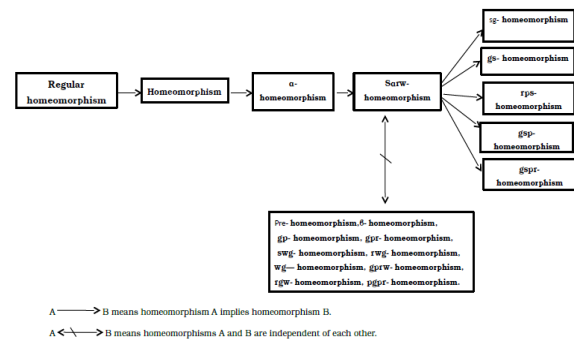 sg- homeomorphism
gs- homeomorphism
Regular
homeomorphism
Homeomorphism
α-
homeomorphism
Sαrw-
homeomorphism
rps-
homeomorphism
gsp-
homeomorphism
gspr-
homeomorphism
Pre- homeomorphism,β- homeomorphism,
gp- homeomorphism, gpr- homeomorphism,
swg- homeomorphism, rwg- homeomorphism,
wg— homeomorphism, gprw- homeomorphism,
rgw- homeomorphism, pgpr- homeomorphism.
A B means homeomorphism A implies homeomorphism B.
A B means homeomorphisms A and B are independent of each other.